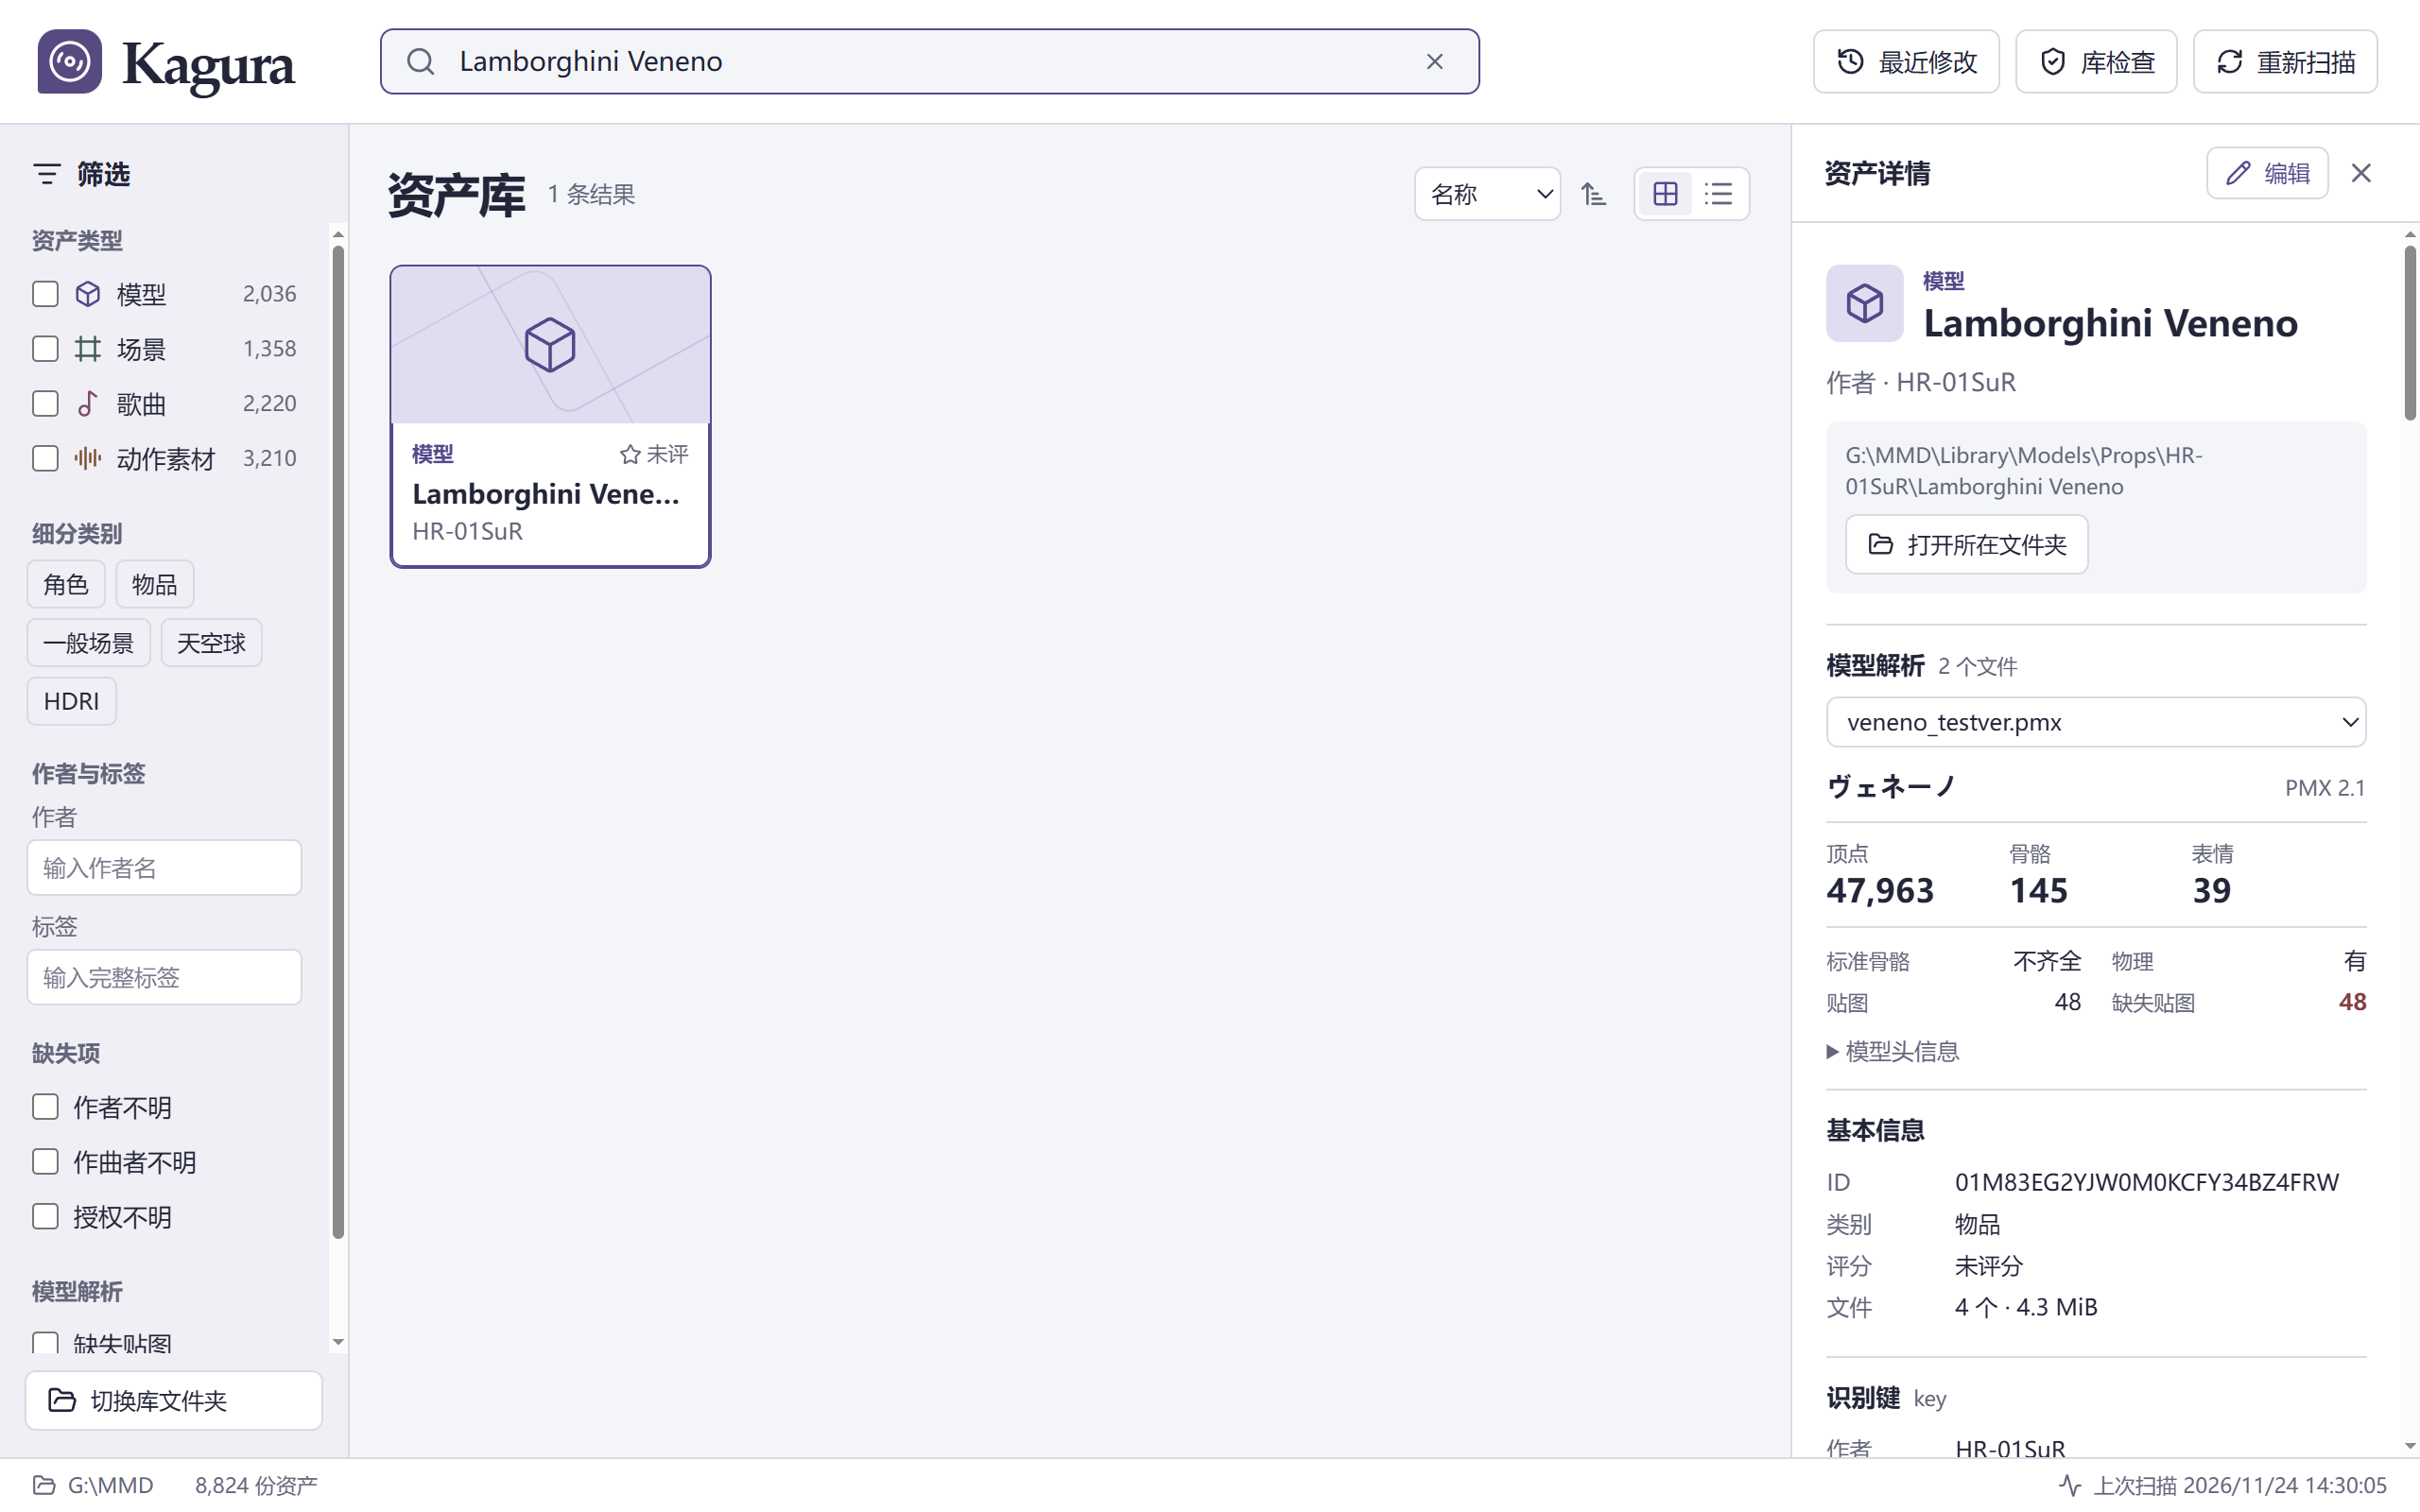 Kagura
Lamborghini Veneno
最近修改
库检查
重新扫描
筛选
资产类型
模型 2,036
场景 1,358
歌曲 2,220
动作素材 3,210
细分类别
角色 物品
一般场景 天空球
HDRI
作者与标签
作者
输入作者名
标签
输入完整标签
缺失项
作者不明
作曲者不明
授权不明
模型解析
缺失贴图
切换库文件夹
资产库 1 条结果
名称
模型 未评
Lamborghini Vene...
HR-01SuR
资产详情
编辑
模型
Lamborghini Veneno
作者 · HR-01SuR
G:\MMD\Library\Models\Props\HR-
01SuR\Lamborghini Veneno
打开所在文件夹
模型解析 2 个文件
veneno_testver.pmx
ヴェネーノ PMX 2.1
顶点 骨骼 表情
47,963 145 39
标准骨骼 不齐全 物理 有
贴图 48 缺失贴图 48
模型头信息
基本信息
ID 01M83EG2YJW0M0KCFY34BZ4FRW
类别 物品
评分 未评分
文件 4 个 · 4.3 MiB
识别键 key
作者 HR-01SuR
G:\MMD 8,824 份资产
上次扫描 2026/11/24 14:30:05